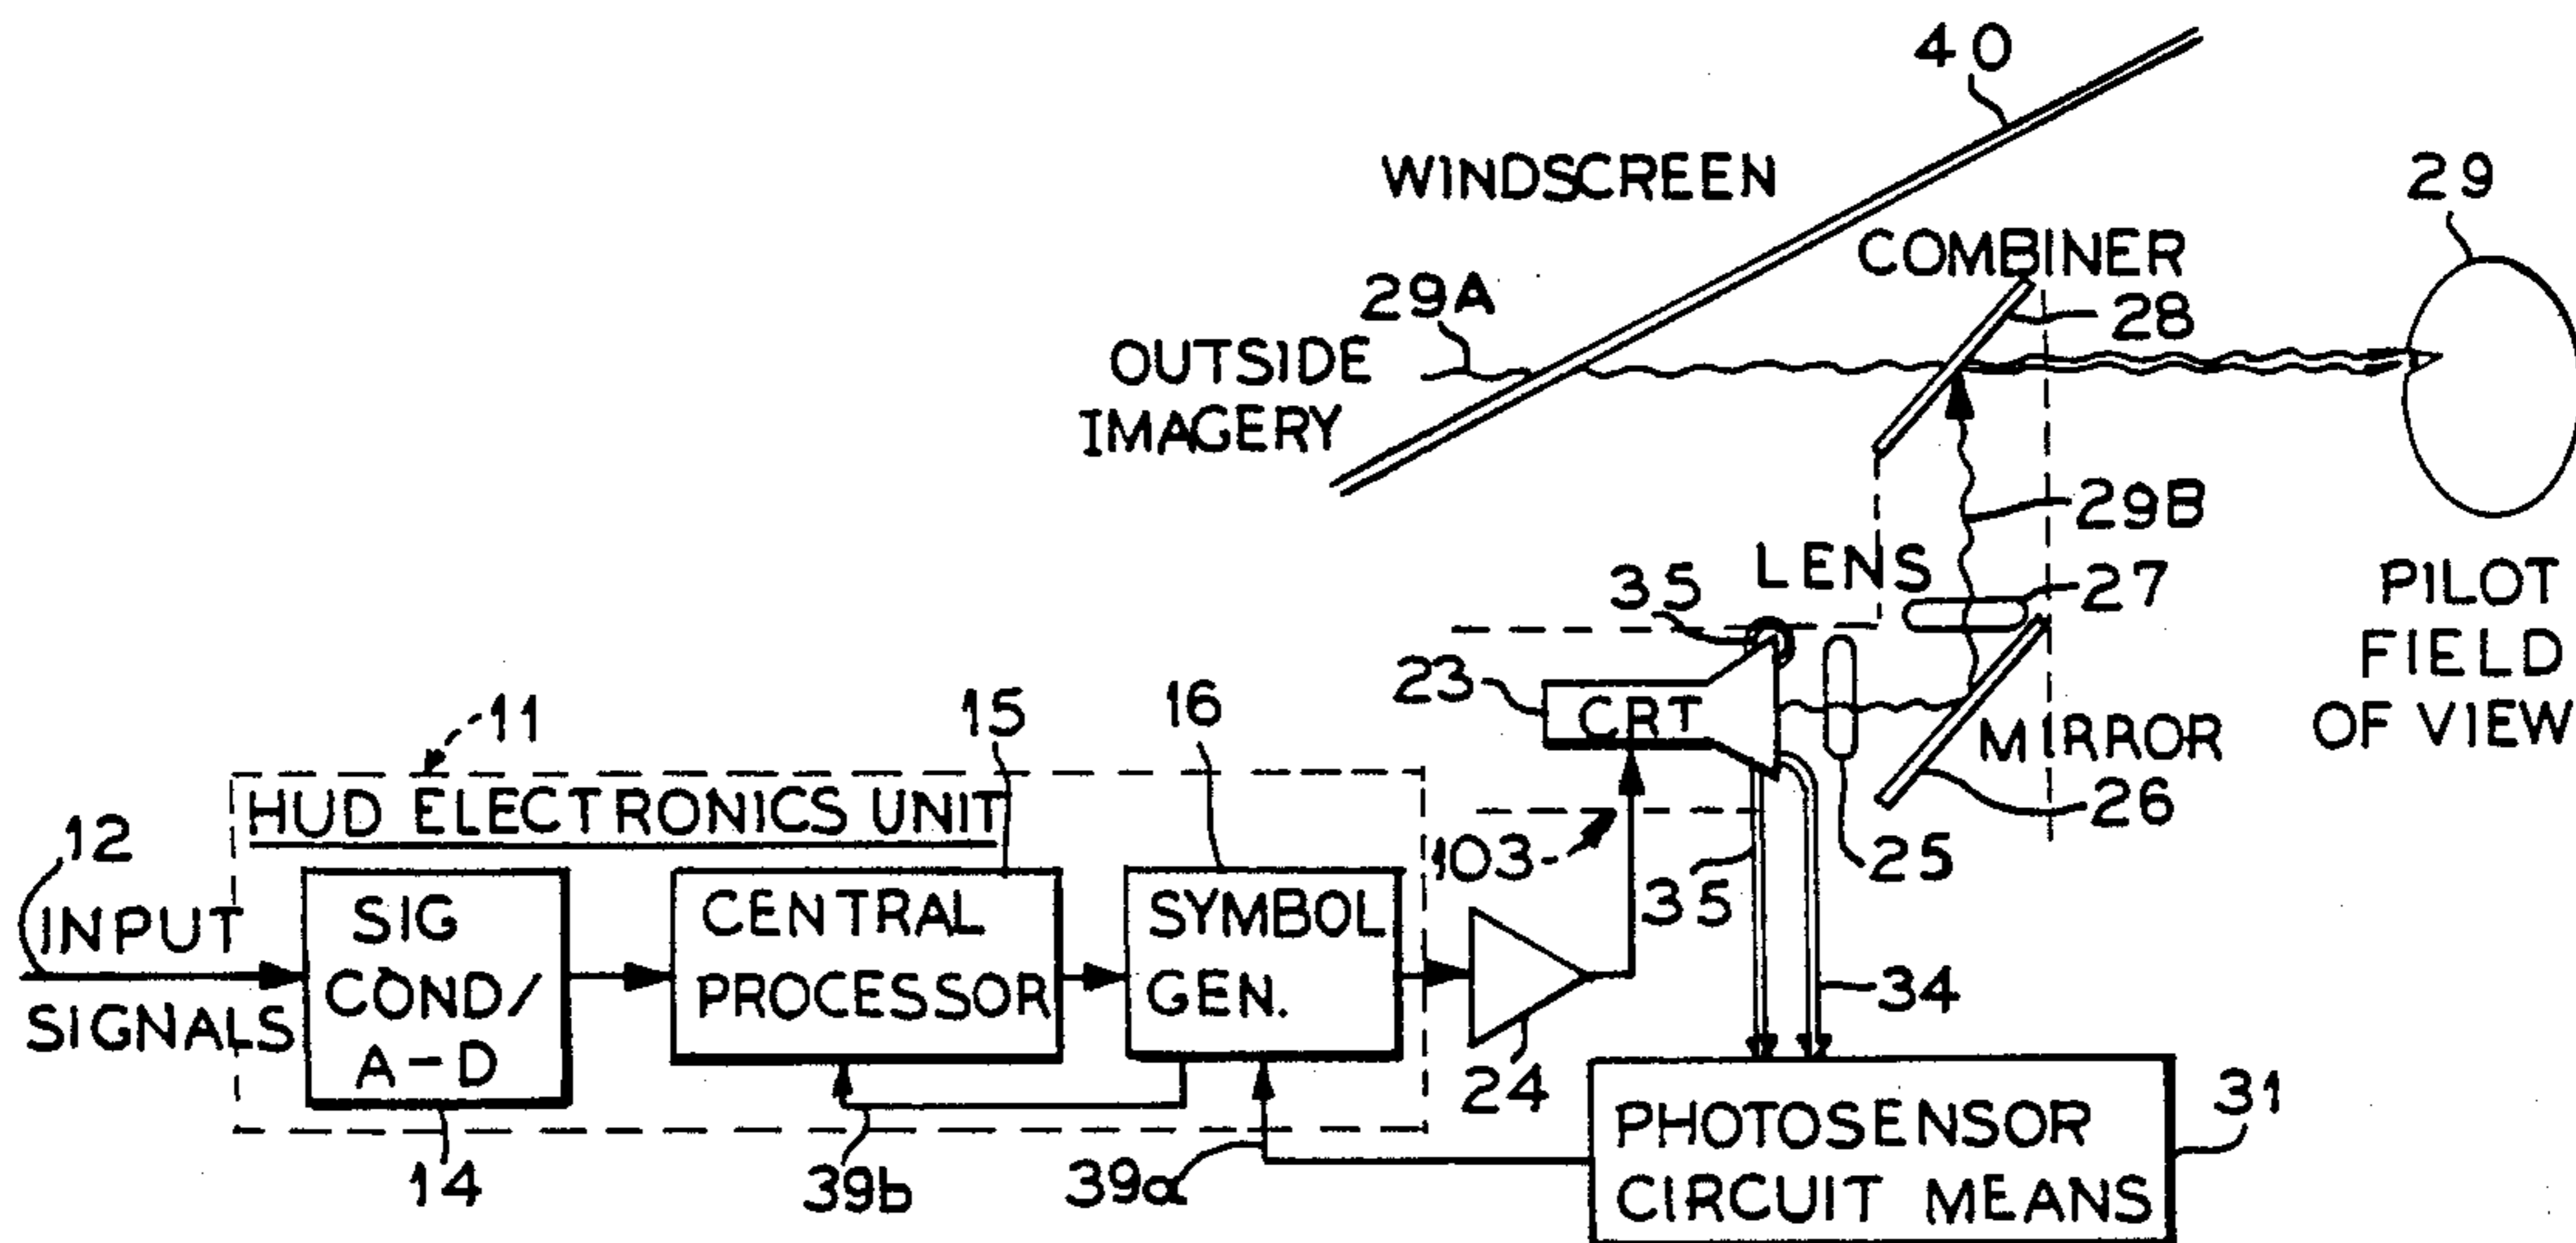 40
WINDSCREEN
29
COMBINER
29A
28
OUTSIDE
IMAGERY
29B
LENS
35
27
PILOT
FIELD
OF VIEW
23
CRT
MIRROR
26
25
103
35
34
11
15
16
HUD ELECTRONICS UNIT
12
INPUT
SIGNALS
SIG
COND/
A-D
CENTRAL
PROCESSOR
SYMBOL
GEN.
24
14
39b
39a
PHOTOSENSOR
CIRCUIT MEANS
31